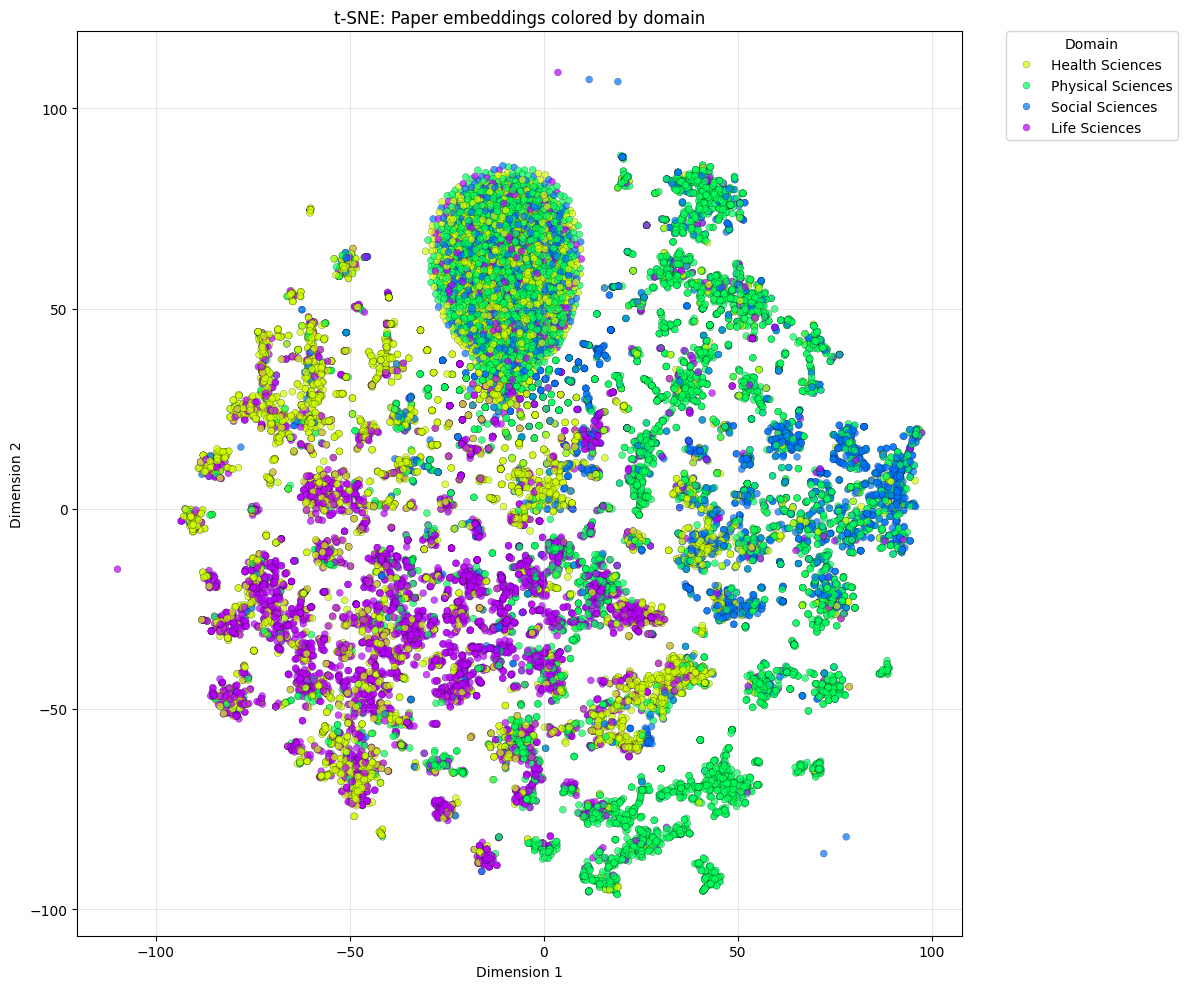 t-SNE: Paper embeddings colored by domain
Domain
Health Sciences
Physical Sciences
Social Sciences
Life Sciences
Dimension 2
100
50
0
−50
−100
−100
−50
0
50
100
Dimension 1